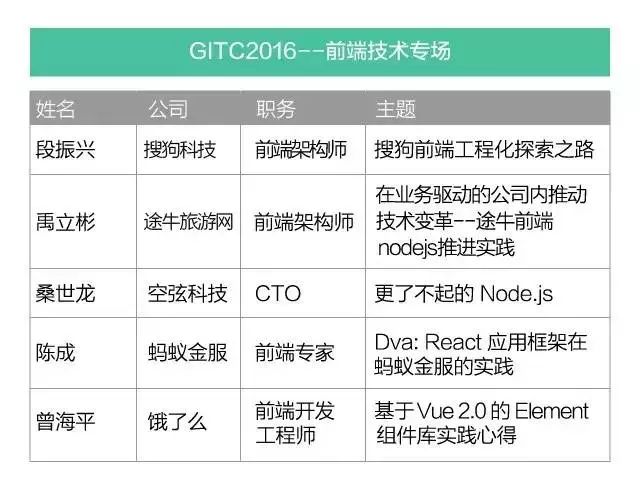 GITC2016--前端技术专场
姓名 公司 职务 主题
段振兴 搜狗科技 前端架构师 搜狗前端工程化探索之路
禹立彬 途牛旅游网 前端架构师 在业务驱动的公司内推动
技术变革--途牛前端
nodejs推进实践
桑世龙 空弦科技 CTO 更了不起的 Node.js
陈成 蚂蚁金服 前端专家 Dva: React 应用框架在
蚂蚁金服的实践
曾海平 饿了么 前端开发
工程师 基于 Vue 2.0 的 Element
组件库实践心得